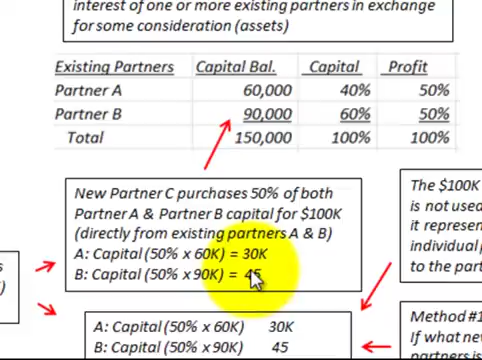 interest of one or more existing partners in exchange
for some consideration (assets)
Existing Partners Capital Bal. Capital Profit
Partner A 60,000 40% 50%
Partner B 90,000 60% 50%
Total 150,000 100% 100%
New Partner C purchases 50% of both
Partner A & Partner B capital for $100K
(directly from existing partners A & B)
A: Capital (50% x 60K) = 30K
B: Capital (50% x 90K) = 45
The $100K
is not used
it represen
individual p
to the part
s
)
A: Capital (50% x 60K) 30K
B: Capital (50% x 90K) 45
Method #1
If what nev
partners is